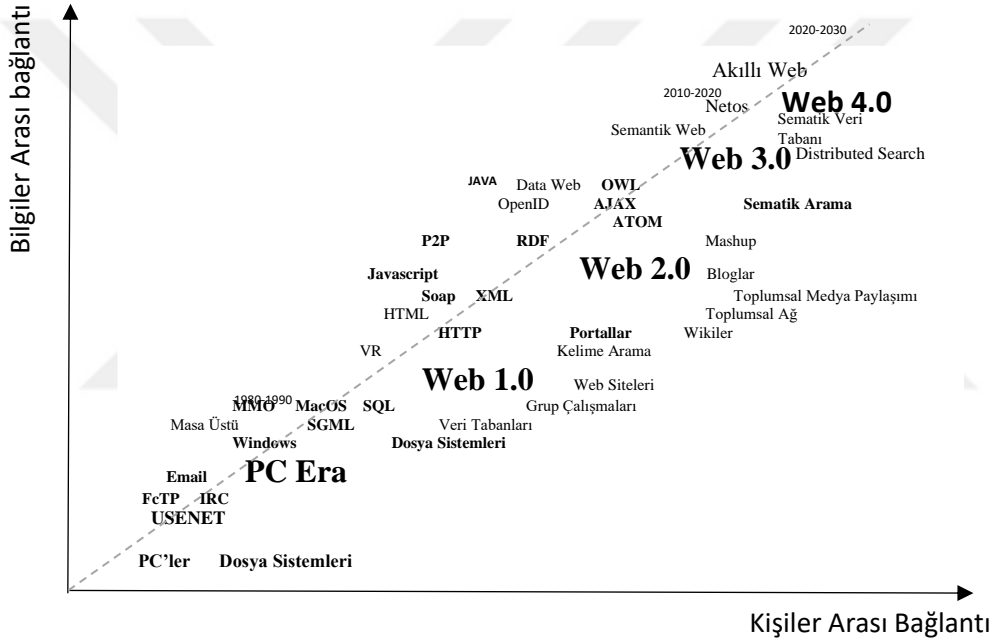 Bilgiler Arası bağlantı
2020-2030
Akıllı Web
2010-2020
Netos
Web 4.0
Semantik Web
Sematik Veri
Tabanı
Web 3.0
Distributed Search
JAVA
Data Web
OWL
OpenID
AJAX
Sematik Arama
ATOM
P2P
RDF
Mashup
Web 2.0
Javascript
Bloglar
Soap
XML
Toplumsal Medya Paylaşımı
HTML
Toplumsal Ağ
HTTP
Portallar
Wikiler
VR
Kelime Arama
Web 1.0
Web Siteleri
1980-1990
MMO
MacOS
SQL
Grup Çalışmaları
Masa Üstü
SGML
Veri Tabanları
Windows
Dosya Sistemleri
PC Era
Email
FcTP
IRC
USENET
PC’ler
Dosya Sistemleri
Kişiler Arası Bağlantı